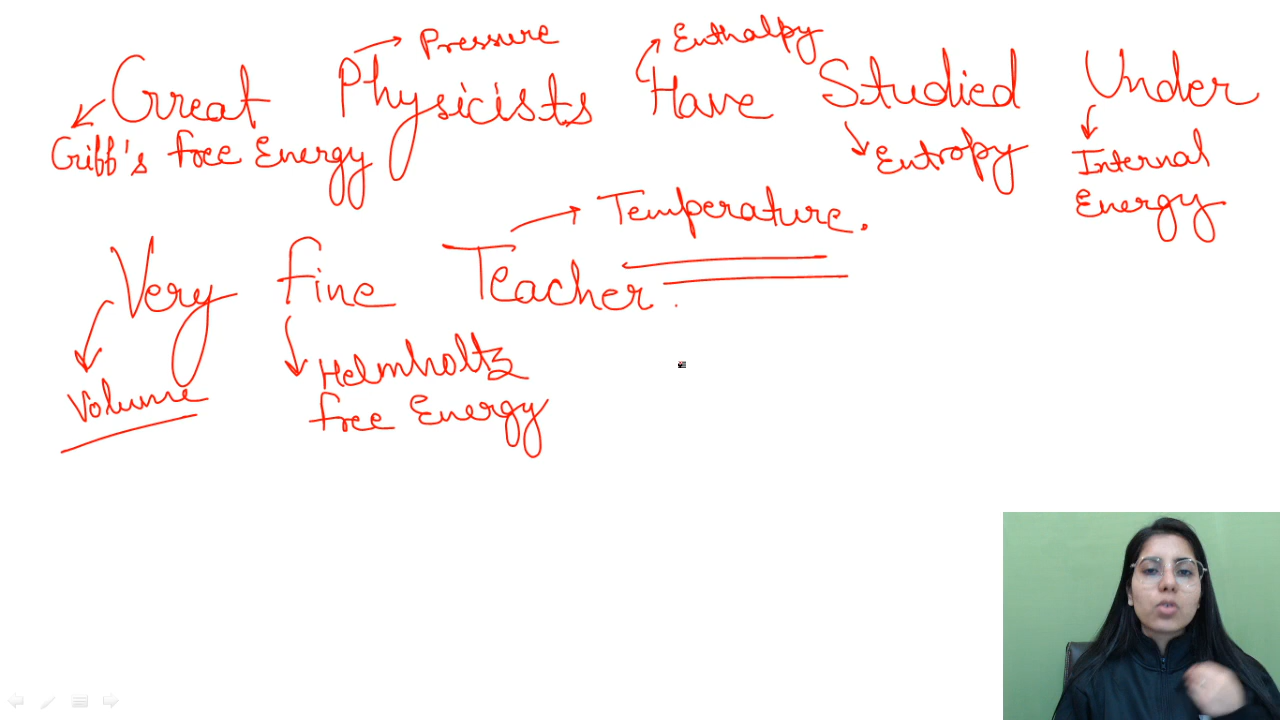 Pressure Enthalpy
Great Physicists Have Studied Under
Gibb's free Energy Entropy Internal Energy
Temperature.
Very fine Teacher.
Volume Helmholtz free Energy